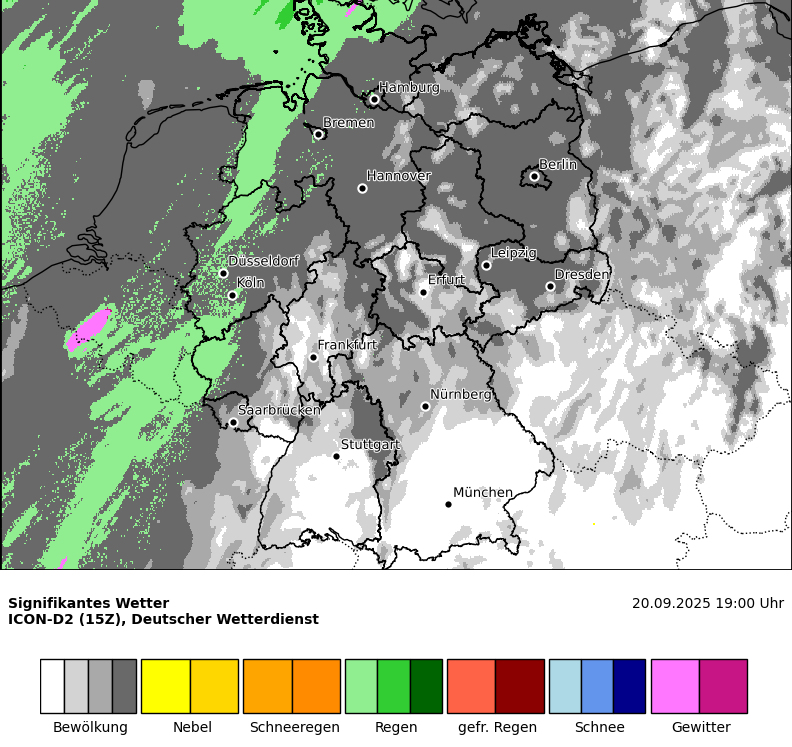 Hamburg
Bremen
Berlin
Hannover
Leipzig
Düsseldorf
Dresden
Köln
Erfurt
Frankfurt
Nürnberg
Saarbrücken
Stuttgart
München
Signifikantes Wetter
20.09.2025 19:00 Uhr
ICON-D2 (15Z), Deutscher Wetterdienst
Bewölkung Nebel Schneeregen Regen gefr. Regen Schnee Gewitter